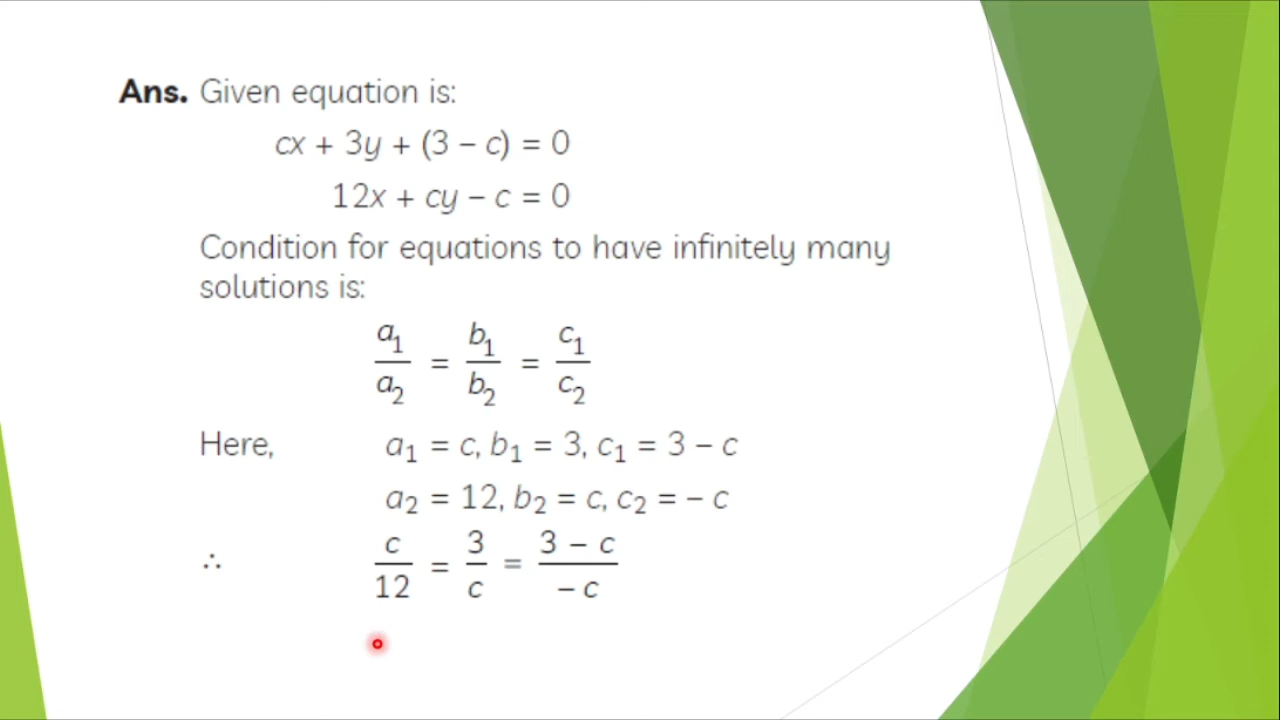 Ans. Given equation is:
cx + 3y + (3 – c) = 0
12x + cy – c = 0
Condition for equations to have infinitely many
solutions is:
a₁/a₂ = b₁/b₂ = c₁/c₂
Here, a₁ = c, b₁ = 3, c₁ = 3 – c
a₂ = 12, b₂ = c, c₂ = – c
∴ c/12 = 3/c = (3 – c)/(– c)